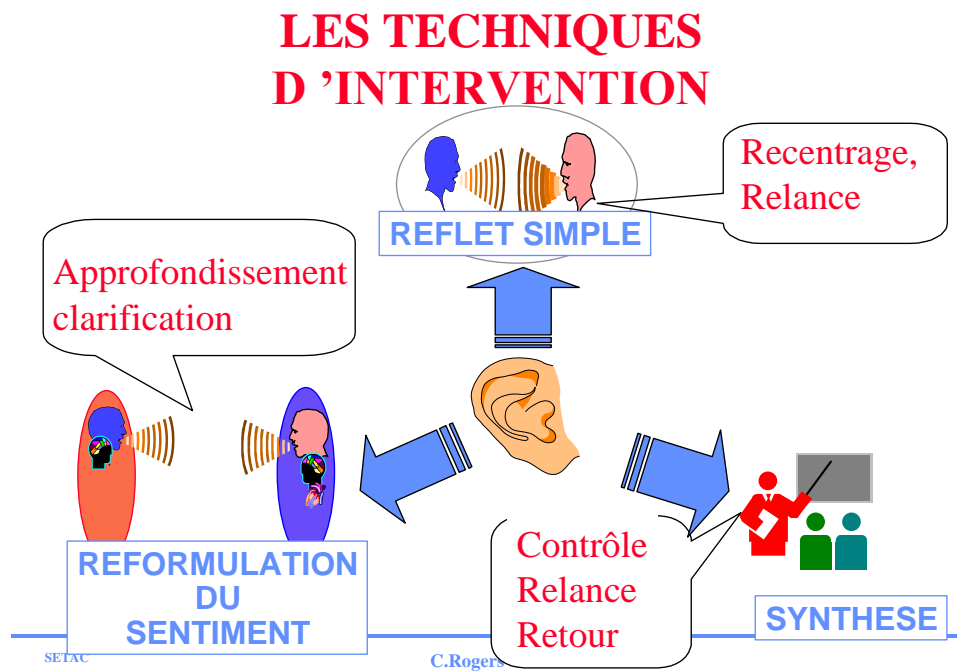 LES TECHNIQUES
D ’INTERVENTION
Recentrage,
Relance
REFLET SIMPLE
Approfondissement
clarification
REFORMULATION
DU
SENTIMENT
Contrôle
Relance
Retour
SYNTHESE
SETAC
C.Rogers